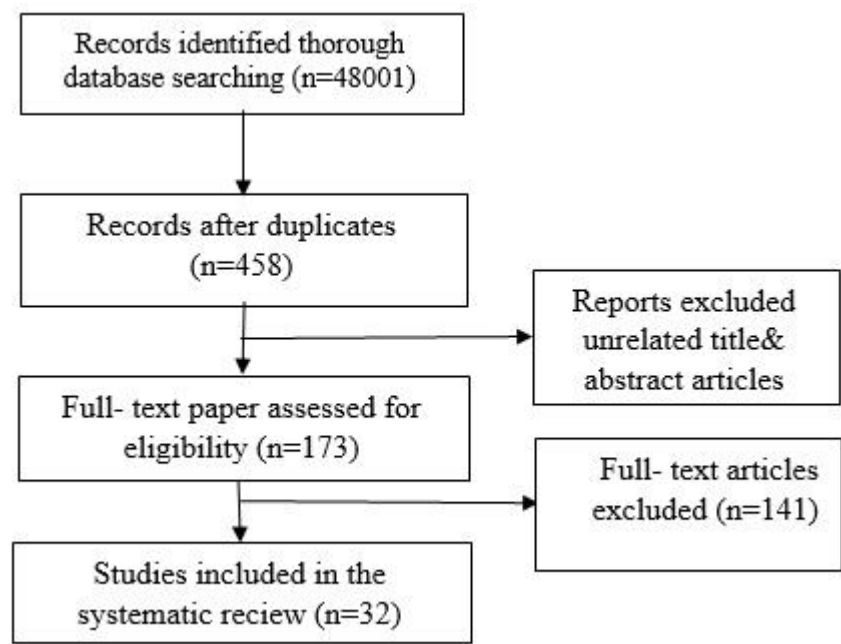 Records identified thorough
database searching (n=48001)
Records after duplicates
(n=458)
Reports excluded
unrelated title&
abstract articles
Full- text paper assessed for
eligibility (n=173)
Full- text articles
excluded (n=141)
Studies included in the
systematic reciew (n=32)